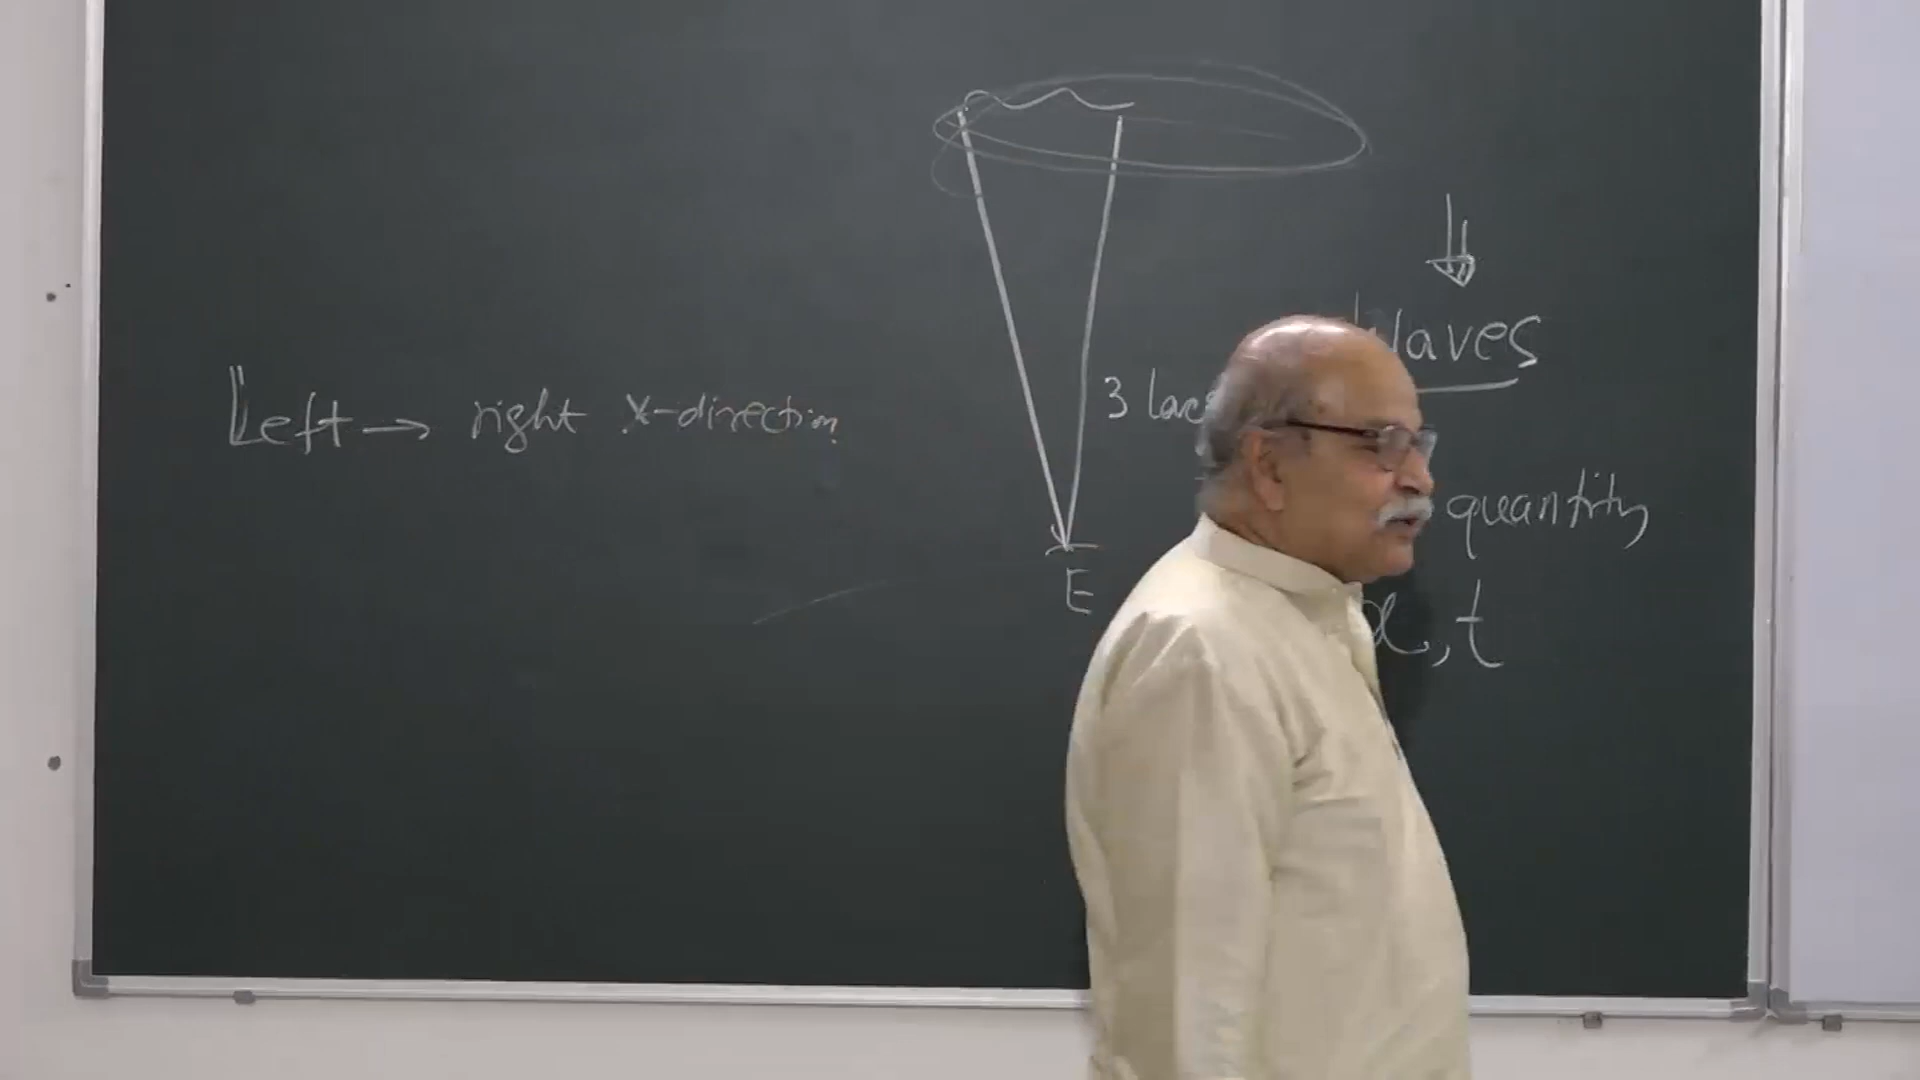 Waves
Left → right X-direction
3 lac
quantity
E
x, t